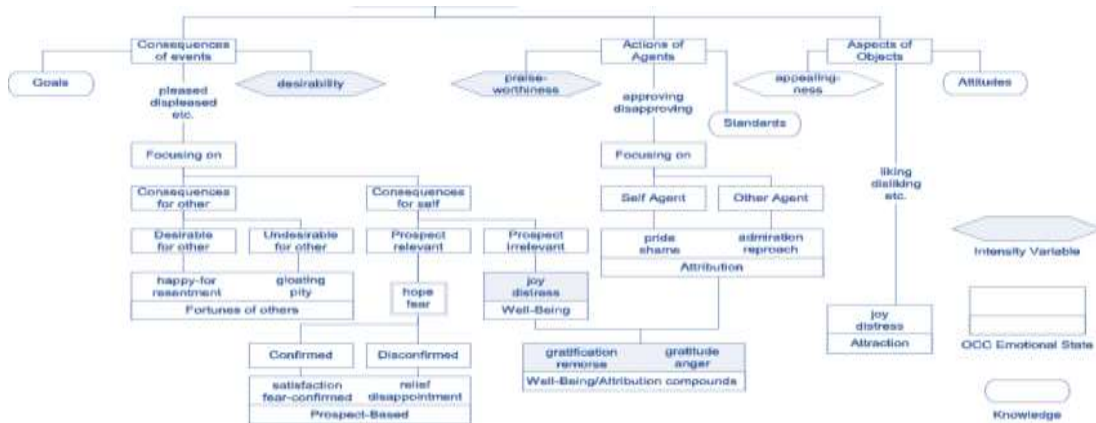 Consequences
of events
Actions of
Agents
Aspects of
Objects
Goals
desirability
praise-
worthiness
appealing-
ness
Attitudes
pleased
displeased
etc.
approving
disapproving
Standards
Focusing on
Focusing on
liking
disliking
etc.
Consequences
for other
Consequences
for self
Self Agent
Other Agent
Desirable
for other
Undesirable
for other
Prospect
relevant
Prospect
irrelevant
pride
shame
admiration
reproach
Attribution
Intensity Variable
happy-for
resentment
gloating
pity
Fortunes of others
hope
fear
joy
distress
Well-Being
joy
distress
Attraction
OCC Emotional State
Confirmed
Disconfirmed
gratification
remorse
gratitude
anger
Well-Being/Attribution compounds
satisfaction
fear-confirmed
relief
disappointment
Prospect-Based
Knowledge